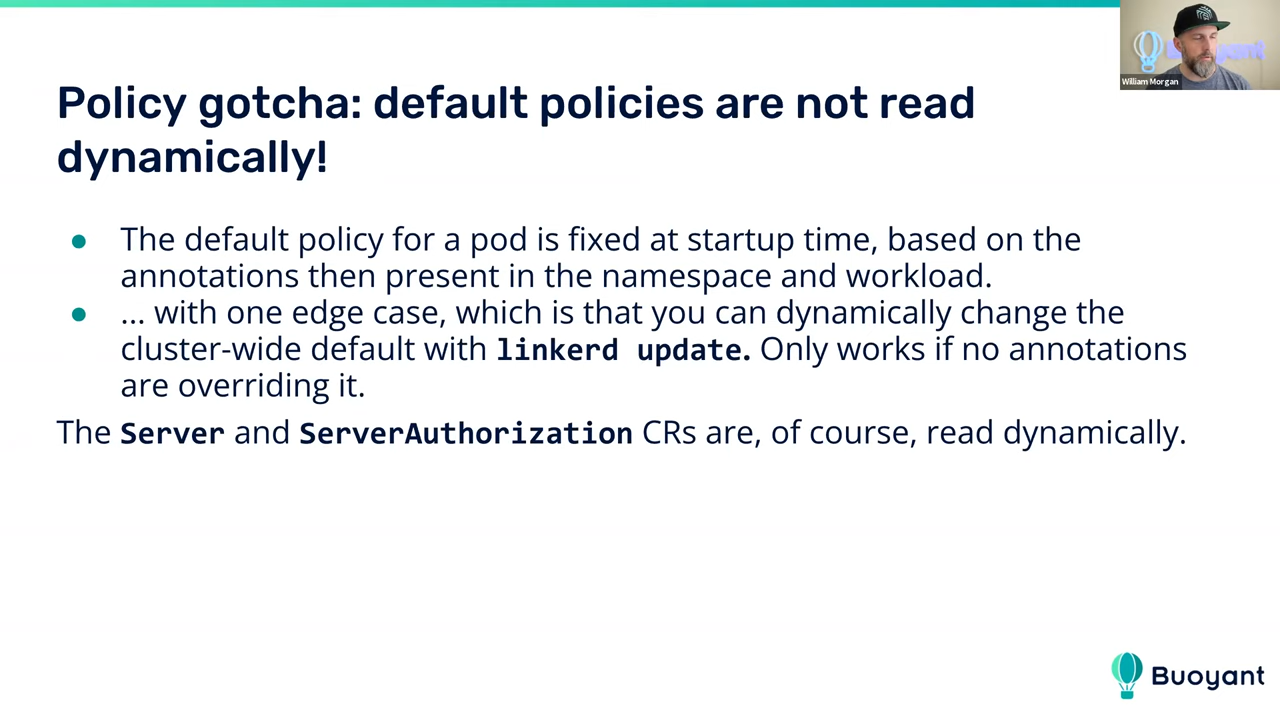 Policy gotcha: default policies are not read
dynamically!
● The default policy for a pod is fixed at startup time, based on the
annotations then present in the namespace and workload.
● ... with one edge case, which is that you can dynamically change the
cluster-wide default with linkerd update. Only works if no annotations
are overriding it.
The Server and ServerAuthorization CRs are, of course, read dynamically.
William Morgan
Buoyant